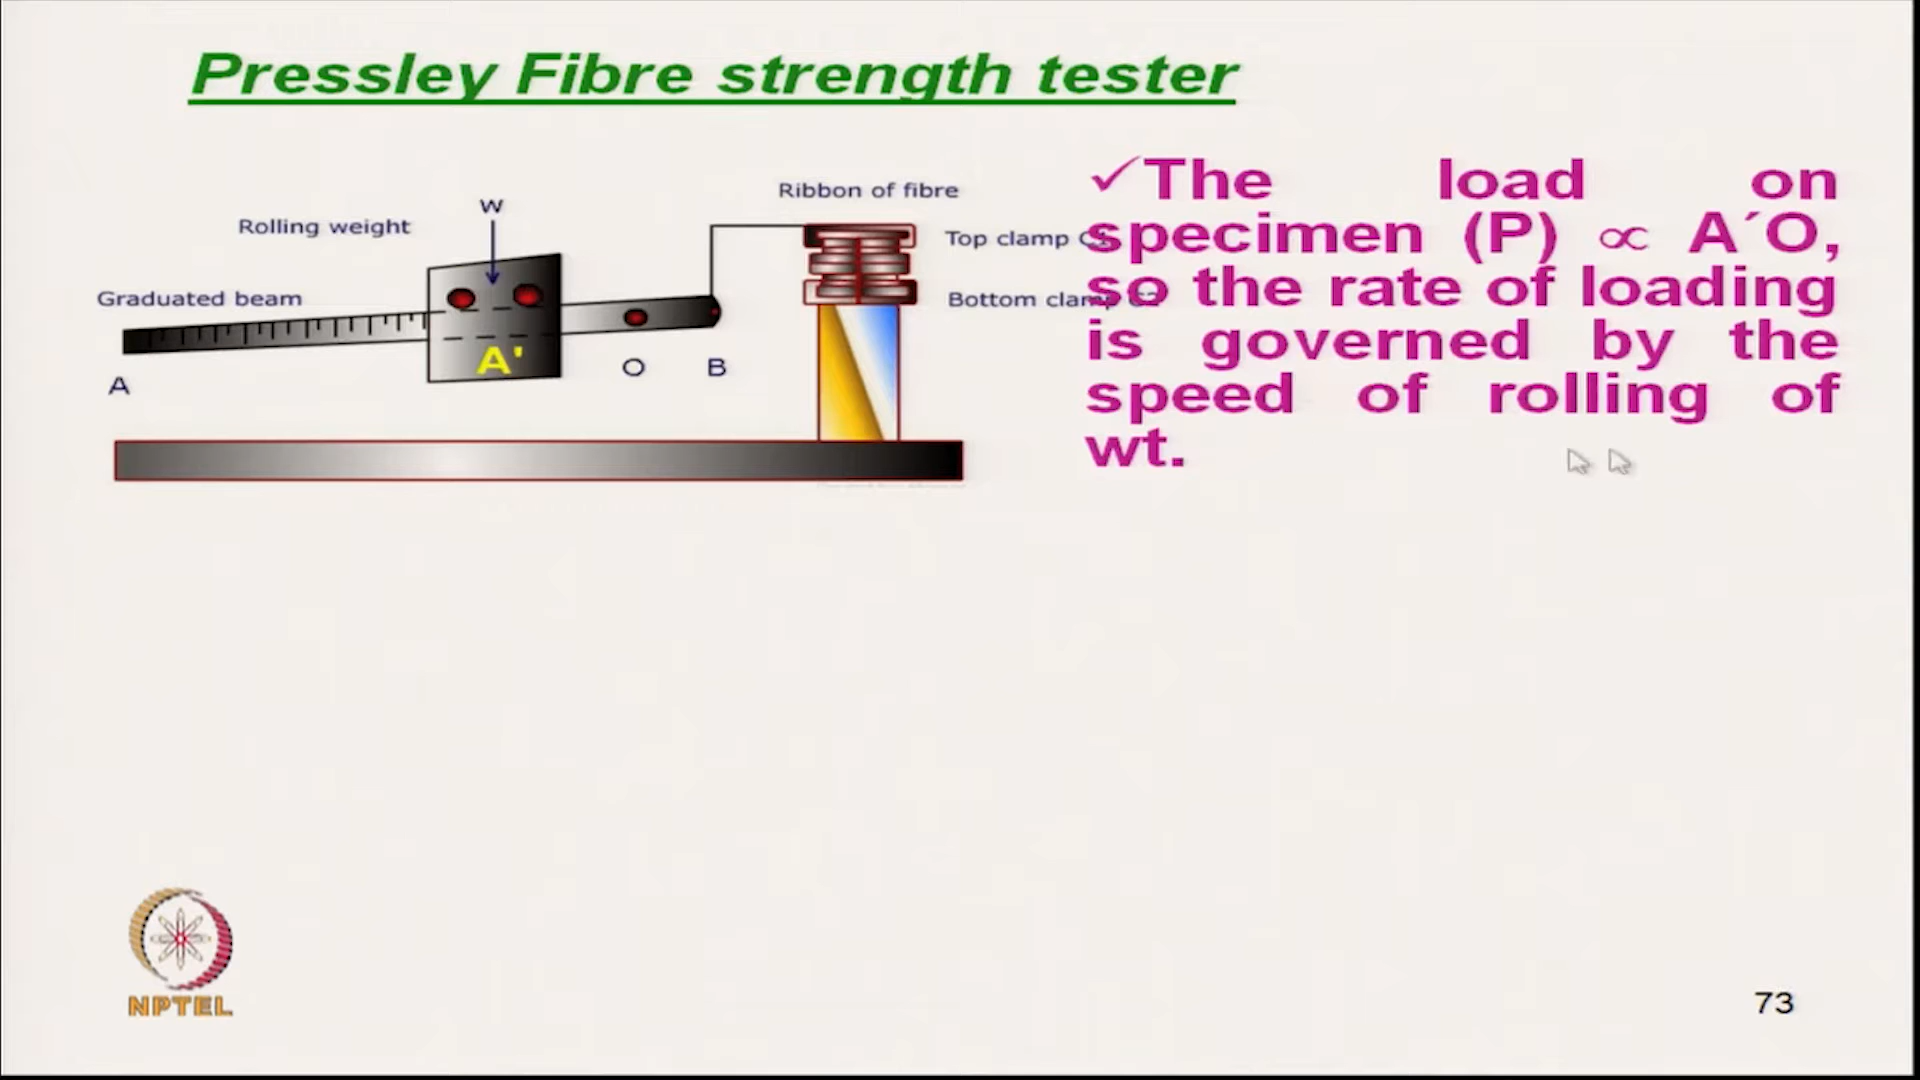 Pressley Fibre strength tester
Ribbon of fibre
W
Rolling weight
Top clamp
Graduated beam
Bottom clamp
A'
O
B
A
✓The load on
specimen (P) ∝ A´O,
so the rate of loading
is governed by the
speed of rolling of
wt.
NPTEL
73